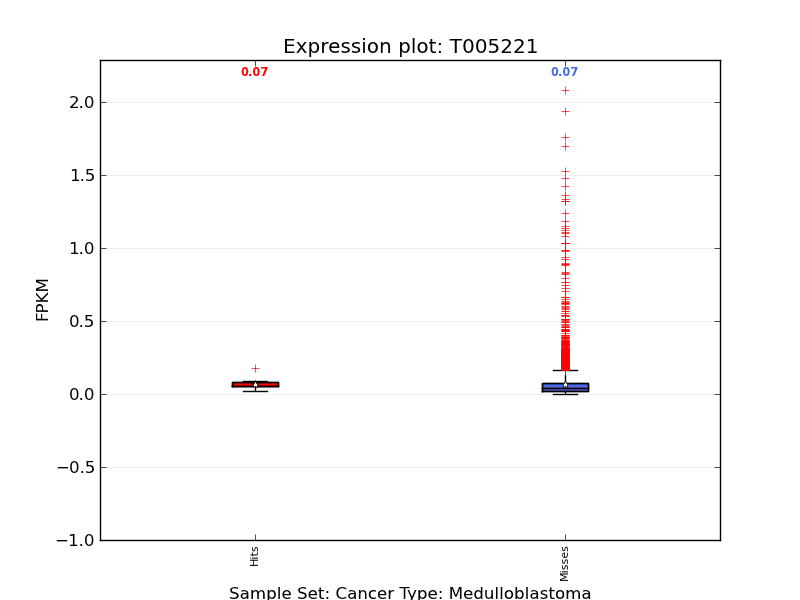 Expression plot: T005221
0.07
0.07
2.0
1.5
1.0
0.5
0.0
−0.5
−1.0
FPKM
Hits
Misses
Sample Set: Cancer Type: Medulloblastoma